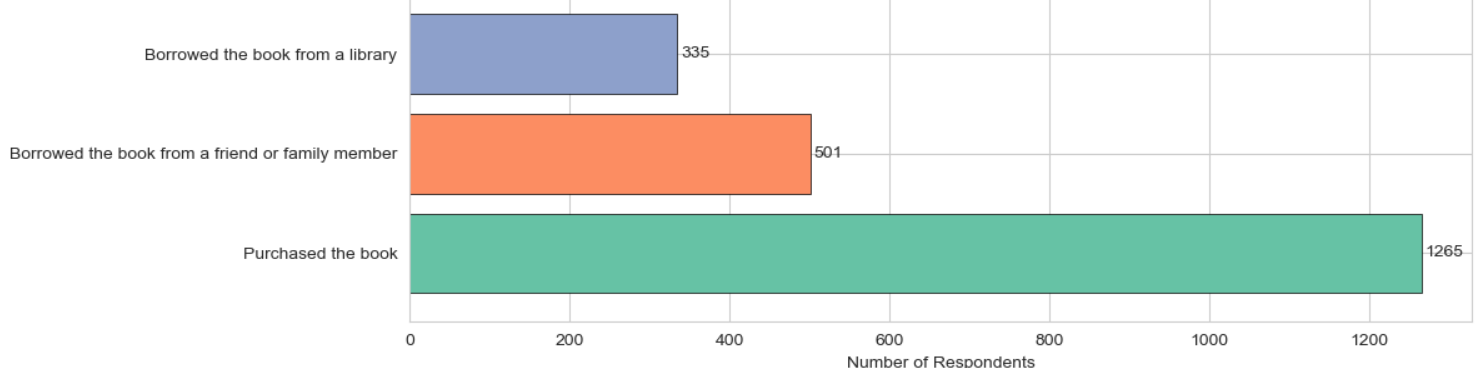 Borrowed the book from a library 335
Borrowed the book from a friend or family member 501
Purchased the book 1265
0 200 400 600 800 1000 1200
Number of Respondents